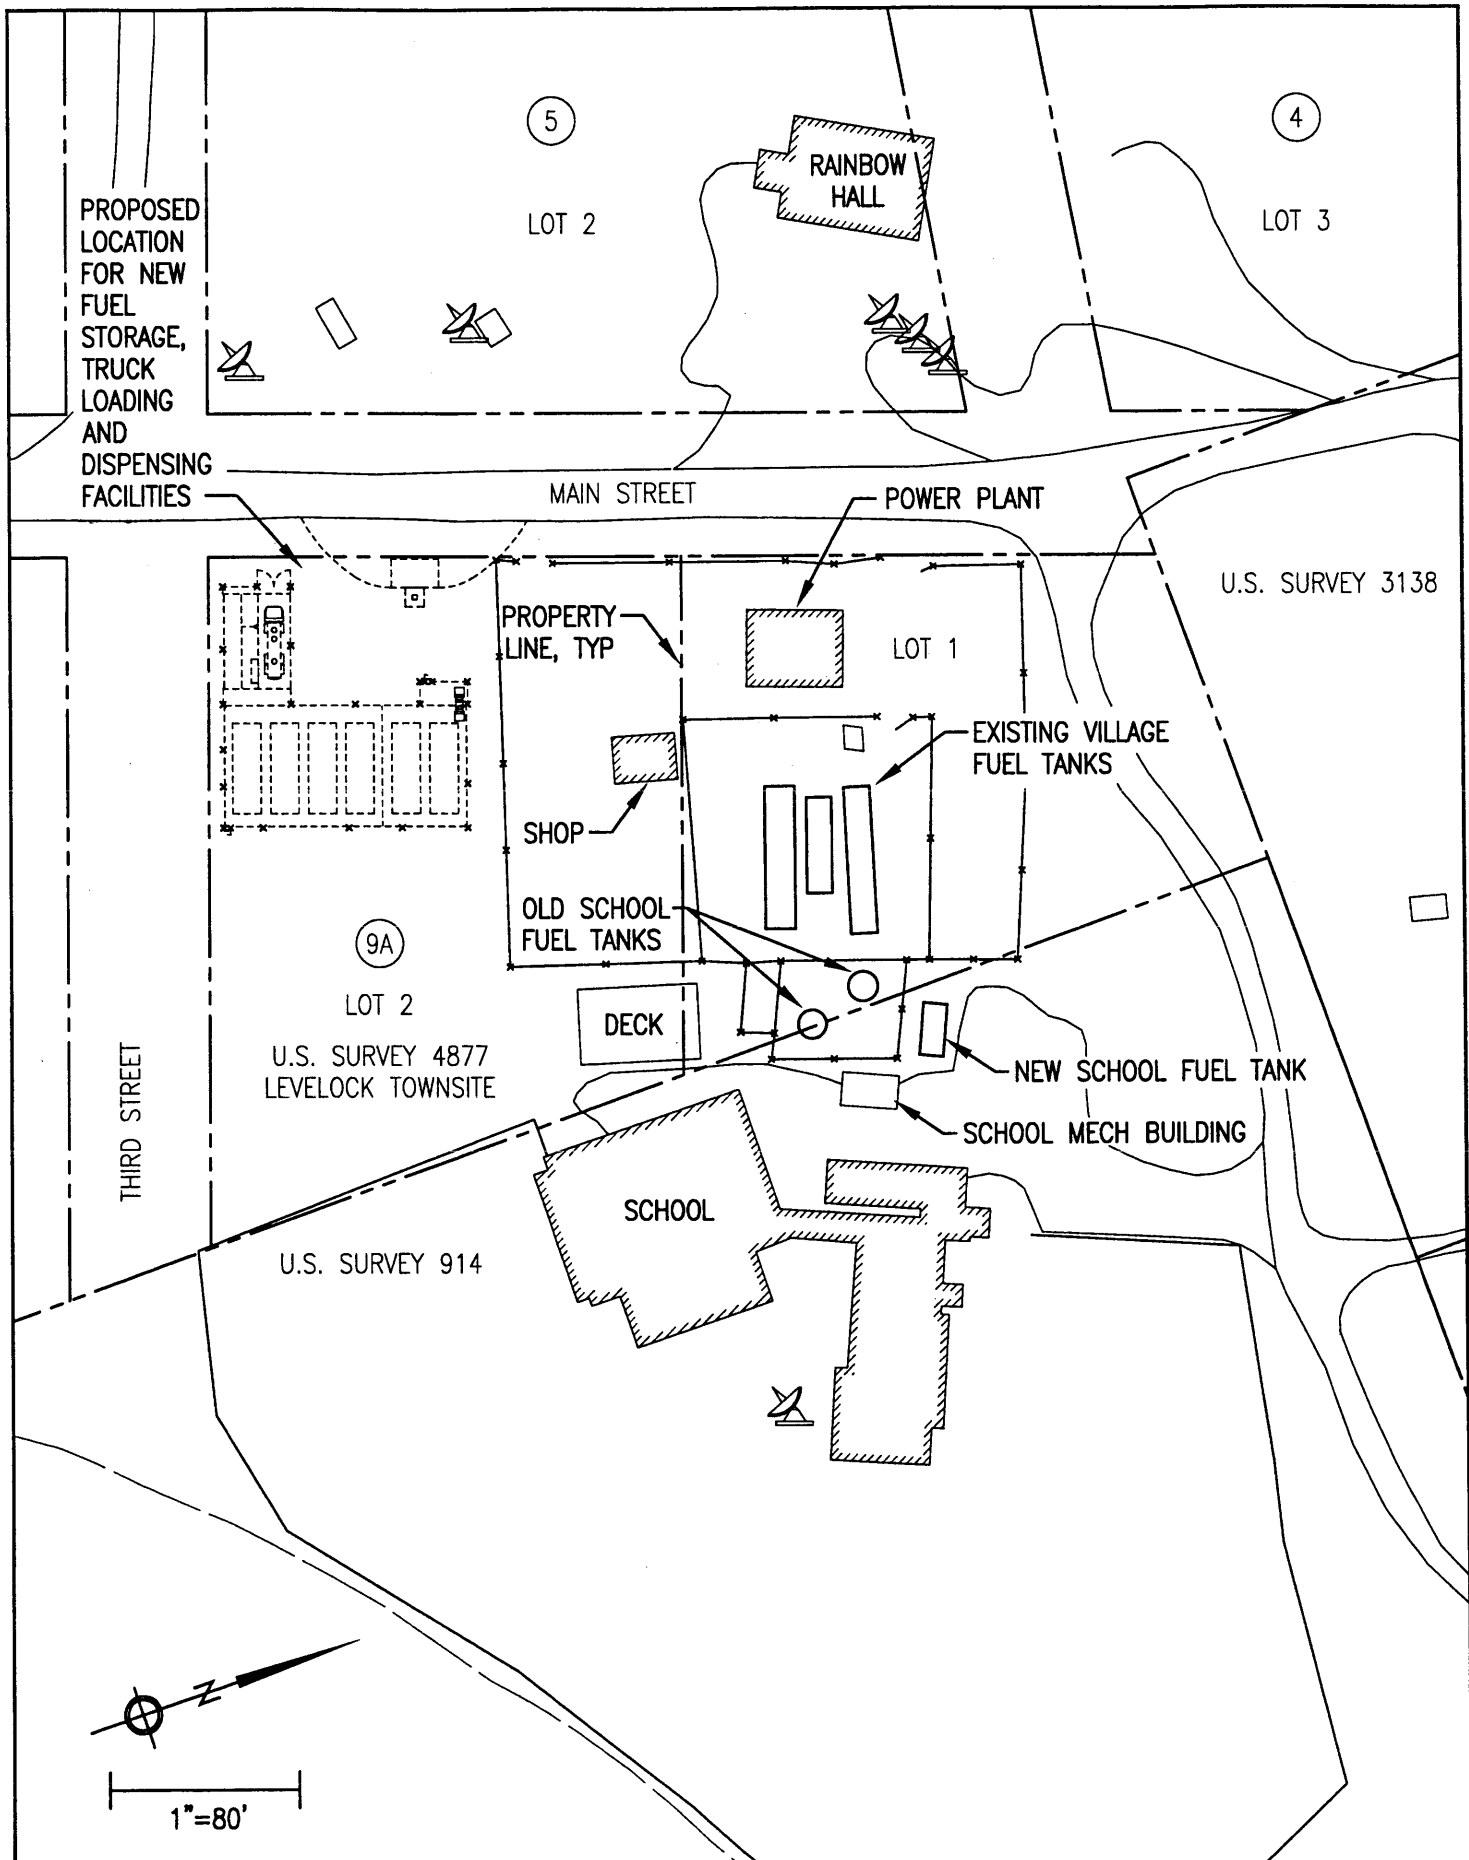 5
4
RAINBOW
HALL
LOT 2
LOT 3
PROPOSED
LOCATION
FOR NEW
FUEL
STORAGE,
TRUCK
LOADING
AND
DISPENSING
FACILITIES
MAIN STREET
POWER PLANT
U.S. SURVEY 3138
PROPERTY
LINE, TYP
LOT 1
EXISTING VILLAGE
FUEL TANKS
SHOP
OLD SCHOOL
FUEL TANKS
9A
LOT 2
U.S. SURVEY 4877
LEVELOCK TOWNSITE
DECK
THIRD STREET
NEW SCHOOL FUEL TANK
SCHOOL MECH BUILDING
SCHOOL
U.S. SURVEY 914
N
1"=80'